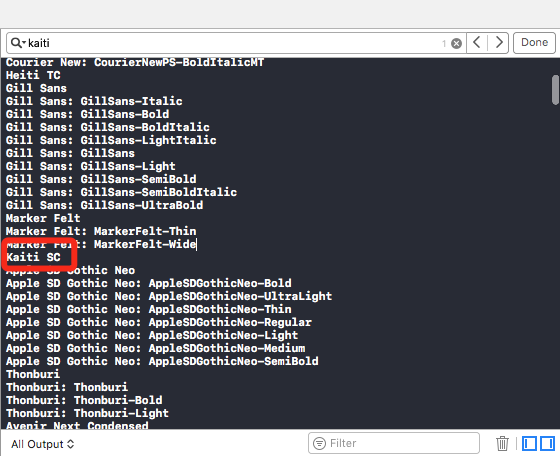 kaiti 1 Done
Courier New: CourierNewPS-BoldItalicMT
Heiti TC
Gill Sans
Gill Sans: GillSans-Italic
Gill Sans: GillSans-Bold
Gill Sans: GillSans-BoldItalic
Gill Sans: GillSans-LightItalic
Gill Sans: GillSans
Gill Sans: GillSans-Light
Gill Sans: GillSans-SemiBold
Gill Sans: GillSans-SemiBoldItalic
Gill Sans: GillSans-UltraBold
Marker Felt
Marker Felt: MarkerFelt-Thin
Marker Felt: MarkerFelt-Wide
Kaiti SC
Apple SD Gothic Neo
Apple SD Gothic Neo: AppleSDGothicNeo-Bold
Apple SD Gothic Neo: AppleSDGothicNeo-UltraLight
Apple SD Gothic Neo: AppleSDGothicNeo-Thin
Apple SD Gothic Neo: AppleSDGothicNeo-Regular
Apple SD Gothic Neo: AppleSDGothicNeo-Light
Apple SD Gothic Neo: AppleSDGothicNeo-Medium
Apple SD Gothic Neo: AppleSDGothicNeo-SemiBold
Thonburi
Thonburi: Thonburi
Thonburi: Thonburi-Bold
Thonburi: Thonburi-Light
Avenir Next Condensed
All Output Filter